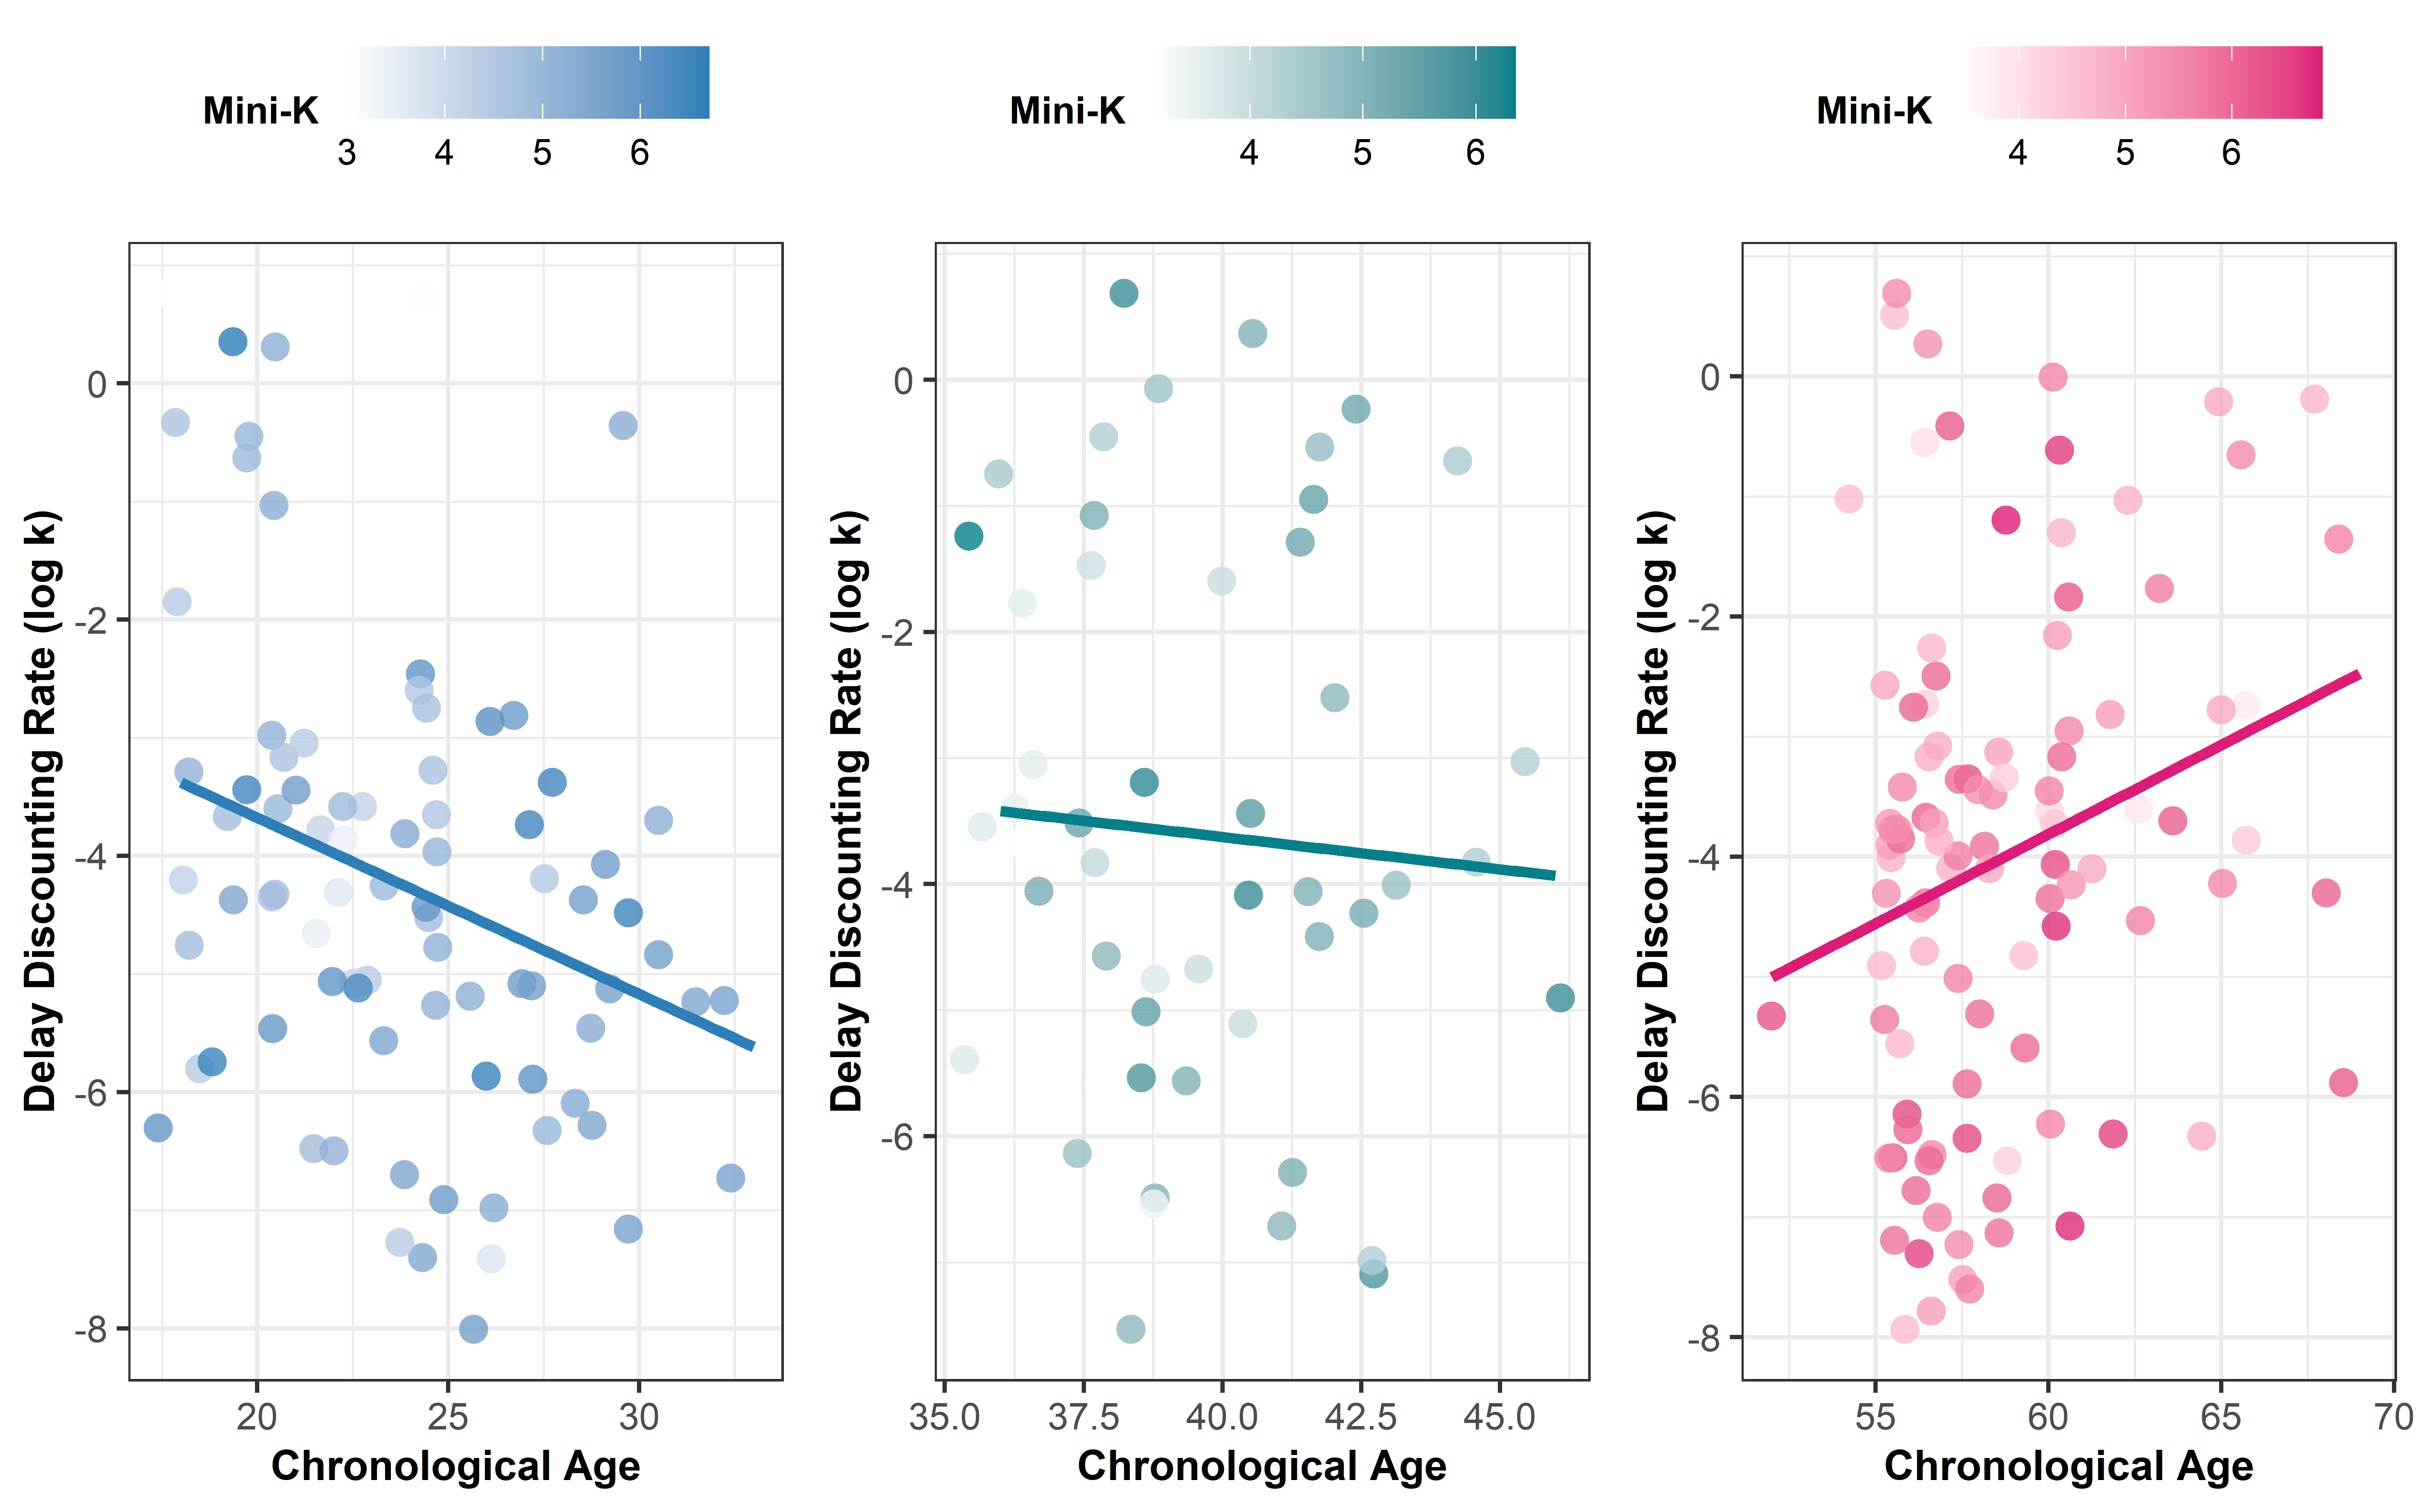 Mini-K
3 4 5 6
Mini-K
4 5 6
Mini-K
4 5 6
Delay Discounting Rate (log k)
0
-2
-4
-6
-8
20 25 30
Chronological Age
Delay Discounting Rate (log k)
0
-2
-4
-6
35.0 37.5 40.0 42.5 45.0
Chronological Age
Delay Discounting Rate (log k)
0
-2
-4
-6
-8
55 60 65 70
Chronological Age